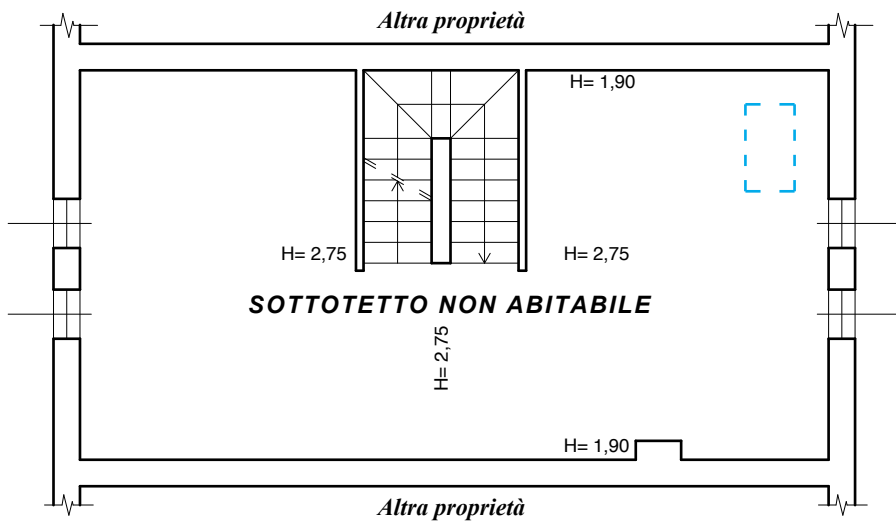 Altra proprietà
H= 1,90
H= 2,75
H= 2,75
SOTTOTETTO NON ABITABILE
H= 2,75
H= 1,90
Altra proprietà